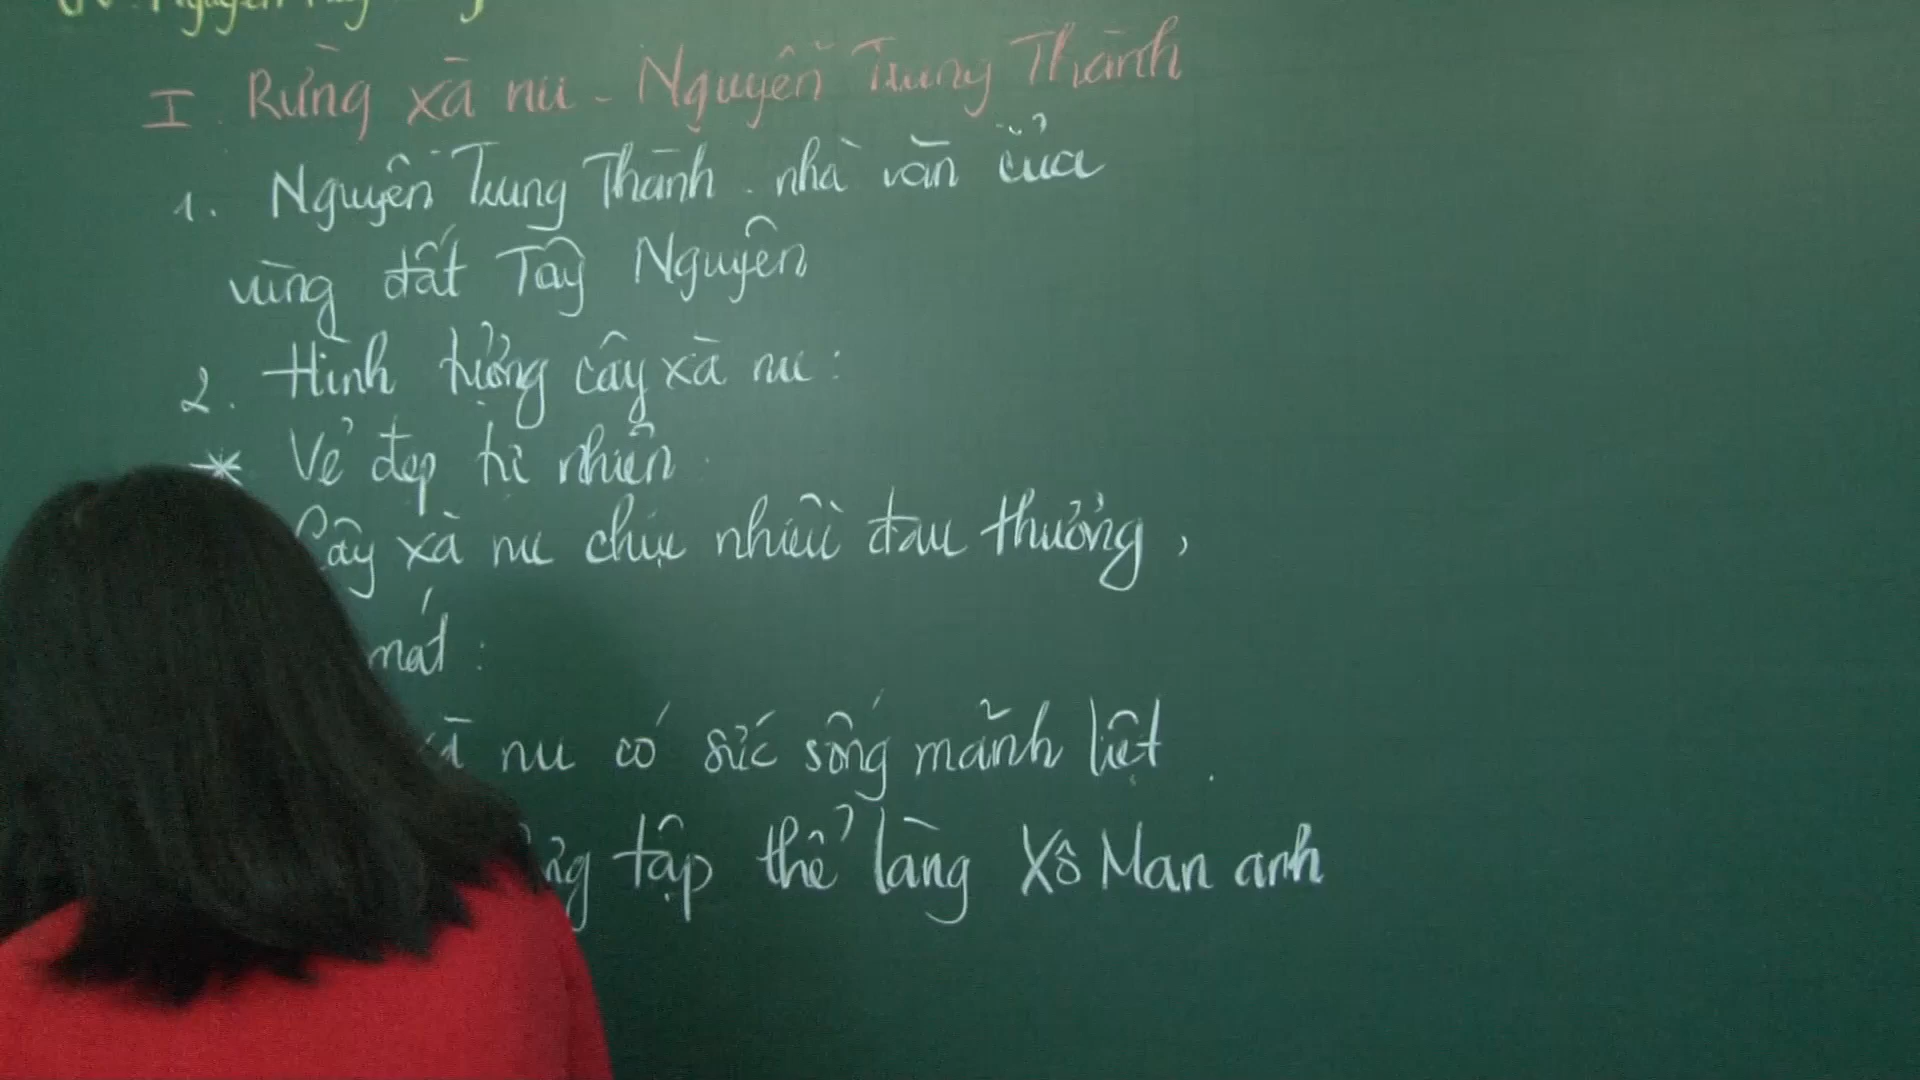 Nguyễn
I. Rừng xà nu - Nguyễn Trung Thành
1. Nguyễn Trung Thành - nhà văn của
vùng đất Tây Nguyên
2. Hình tượng cây xà nu:
* Vẻ đẹp tự nhiên
Cây xà nu chịu nhiều đau thương,
mát:
nu có sức sống mãnh liệt.
tập thể làng Xô Man anh